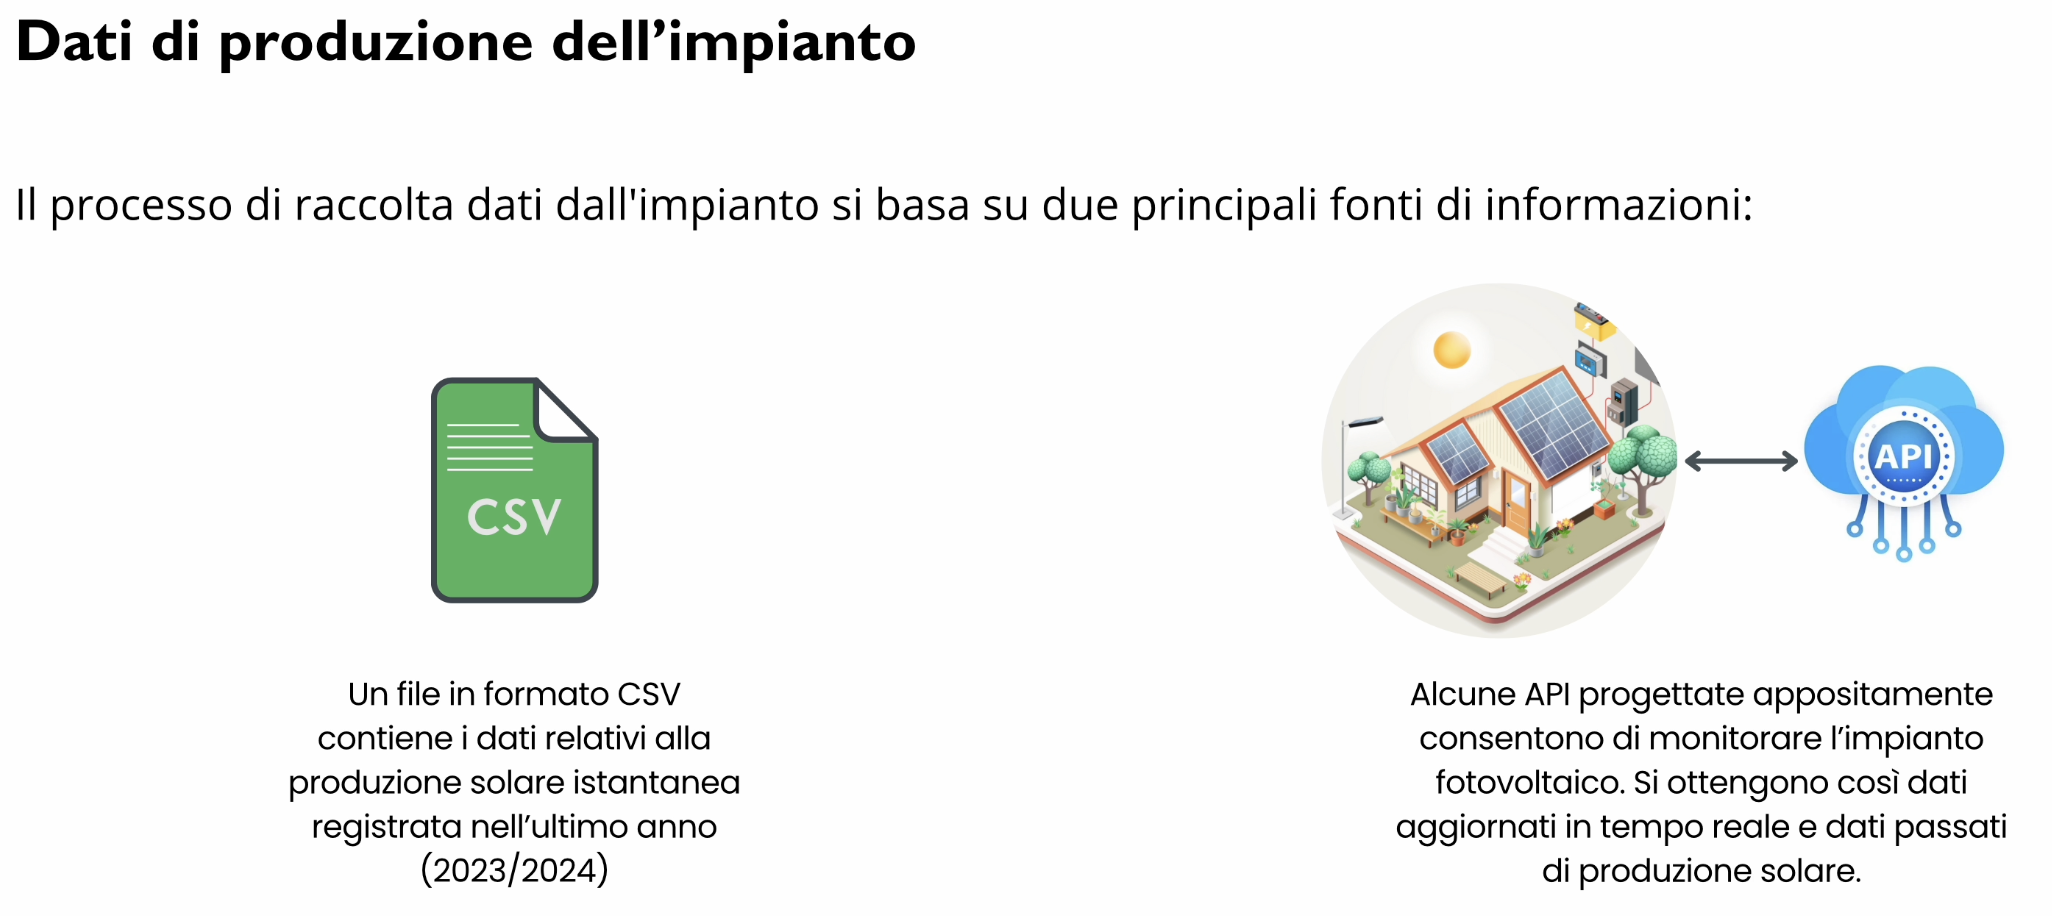 Dati di produzione dell’impianto
Il processo di raccolta dati dall'impianto si basa su due principali fonti di informazioni:
CSV
Un file in formato CSV
contiene i dati relativi alla
produzione solare istantanea
registrata nell’ultimo anno
(2023/2024)
API
Alcune API progettate appositamente
consentono di monitorare l’impianto
fotovoltaico. Si ottengono così dati
aggiornati in tempo reale e dati passati
di produzione solare.